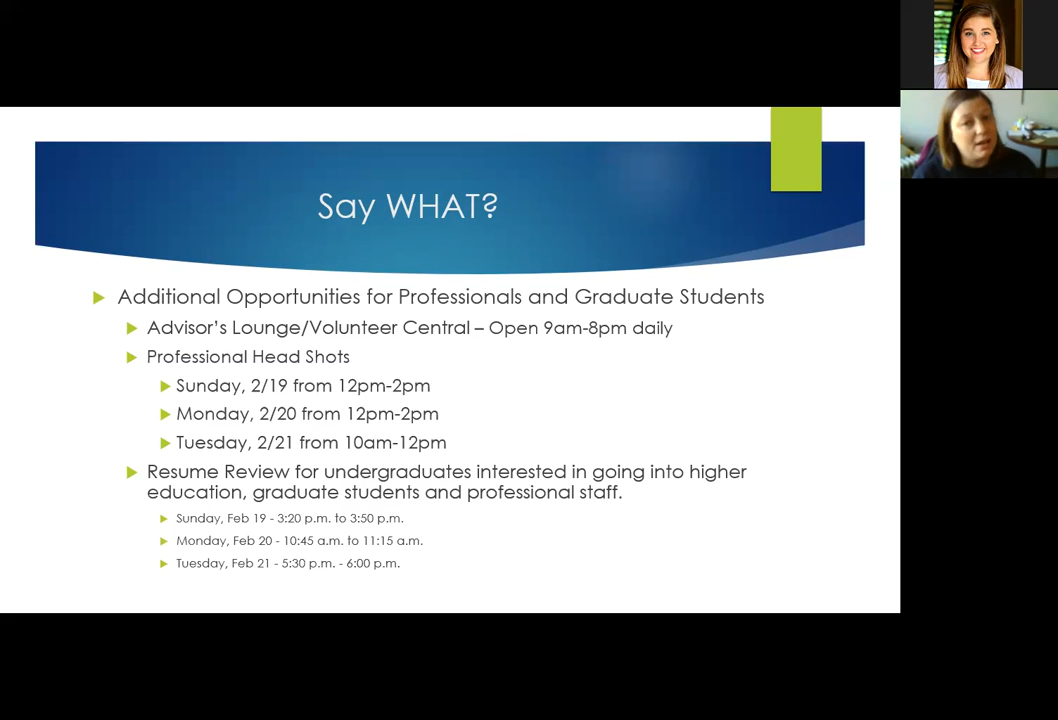 Say WHAT?
Additional Opportunities for Professionals and Graduate Students
Advisor's Lounge/Volunteer Central – Open 9am-8pm daily
Professional Head Shots
Sunday, 2/19 from 12pm-2pm
Monday, 2/20 from 12pm-2pm
Tuesday, 2/21 from 10am-12pm
Resume Review for undergraduates interested in going into higher
education, graduate students and professional staff.
Sunday, Feb 19 - 3:20 p.m. to 3:50 p.m.
Monday, Feb 20 - 10:45 a.m. to 11:15 a.m.
Tuesday, Feb 21 - 5:30 p.m. - 6:00 p.m.